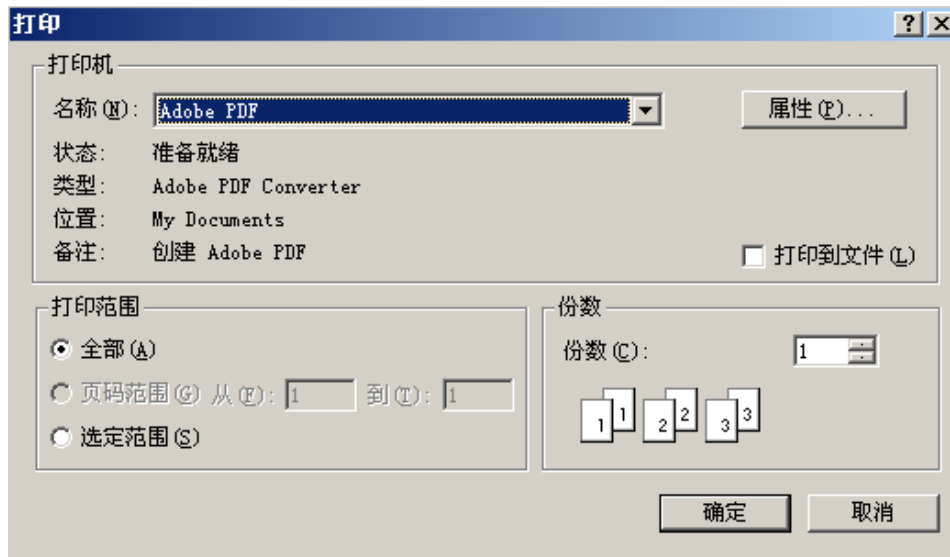 打印
打印机
名称(N): Adobe PDF 属性(P)...
状态: 准备就绪
类型: Adobe PDF Converter
位置: My Documents
备注: 创建 Adobe PDF 打印到文件(L)
打印范围
全部(A)
页码范围(G) 从(F): 1 到(T): 1
选定范围(S)
份数
份数(C): 1
1 1 2 2 3 3
确定 取消